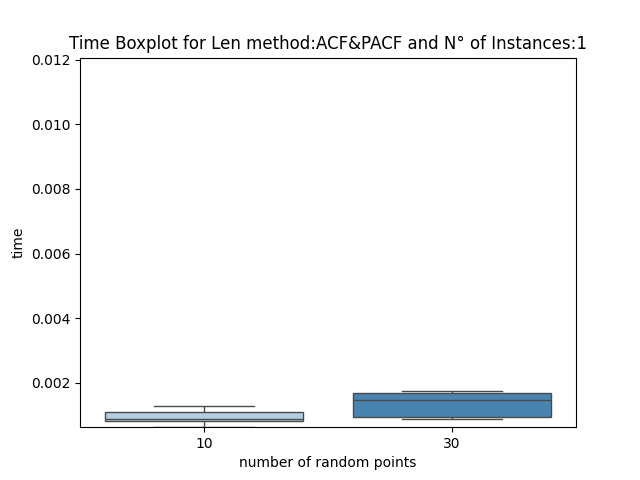 Time Boxplot for Len method:ACF&PACF and N° of Instances:1
0.012
0.010
0.008
0.006
0.004
0.002
time
10
30
number of random points